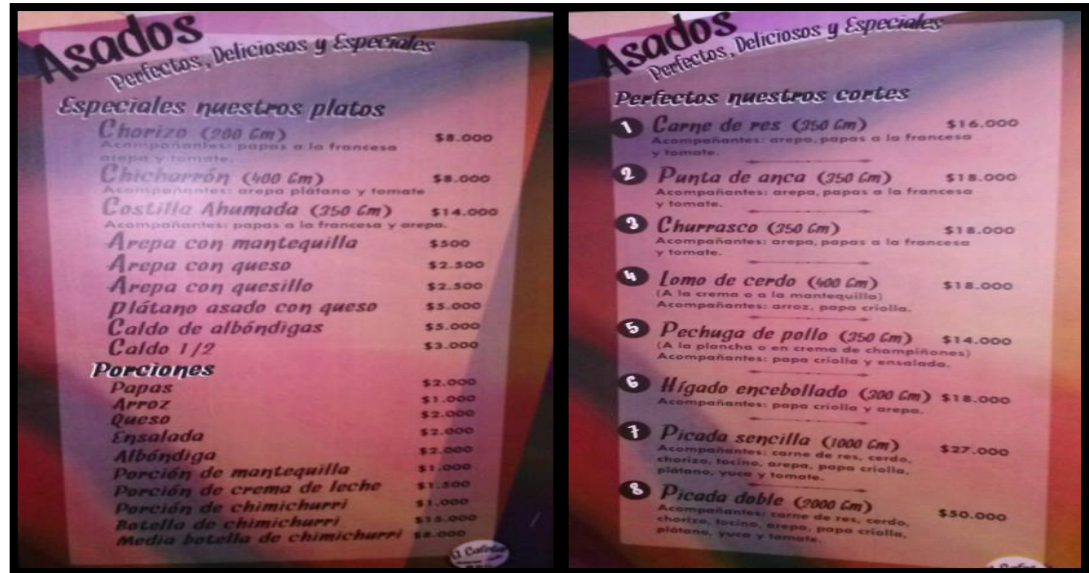 Asados
Perfectos, Deliciosos y Especiales
Especiales nuestros platos
Chorizo (200 Gm) $8.000
Acompañantes: papas a la francesa
arepa y tomate.
Chicharrón (400 Gm) $8.000
Acompañantes: arepa plátano y tomate
Costilla Ahumada (250 Gm) $14.000
Acompañantes: papas a la francesa y arepa.
Arepa con mantequilla $500
Arepa con queso $2.500
Arepa con quesillo $2.500
Plátano asado con queso $5.000
Caldo de albóndigas $5.000
Caldo 1/2 $3.000
Porciones
Papas $2.000
Arroz $1.000
Queso $2.000
Ensalada $2.000
Albóndiga $2.000
Porción de mantequilla $1.000
Porción de crema de leche $1.500
Porción de chimichurri $1.000
Botella de chimichurri $15.000
Media botella de chimichurri $8.000
Asados
Perfectos, Deliciosos y Especiales
Perfectos nuestros cortes
1 Carne de res (350 Gm) $16.000
Acompañantes: arepa, papas a la francesa
y tomate.
2 Punta de anca (350 Gm) $18.000
Acompañantes: arepa, papas a la francesa
y tomate.
3 Churrasco (350 Gm) $18.000
Acompañantes: arepa, papas a la francesa
y tomate.
4 Lomo de cerdo (400 Gm) $18.000
(A la crema o a la mantequilla)
Acompañantes: arroz, papa criolla.
5 Pechuga de pollo (350 Gm) $14.000
(A la plancha o en crema de champiñones)
Acompañantes: papa criolla y ensalada.
6 Hígado encebollado (300 Gm) $18.000
Acompañantes: papa criolla y arepa.
7 Picada sencilla (1000 Gm) $27.000
Acompañantes: carne de res, cerdo,
chorizo, tocino, arepa, papa criolla,
plátano, yuca y tomate.
8 Picada doble (2000 Gm) $50.000
Acompañantes: carne de res, cerdo,
chorizo, tocino, arepa, papa criolla,
plátano, yuca y tomate.